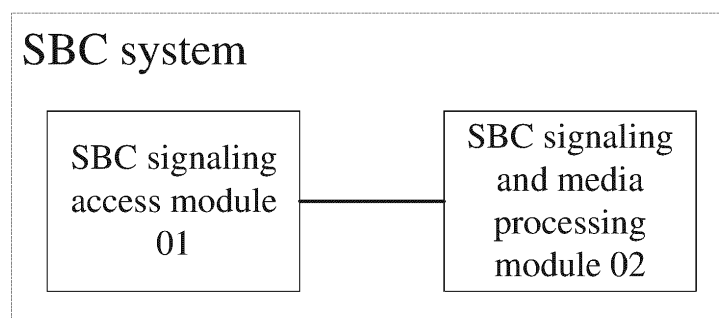 SBC system
SBC signaling
access module
01
SBC signaling
and media
processing
module 02